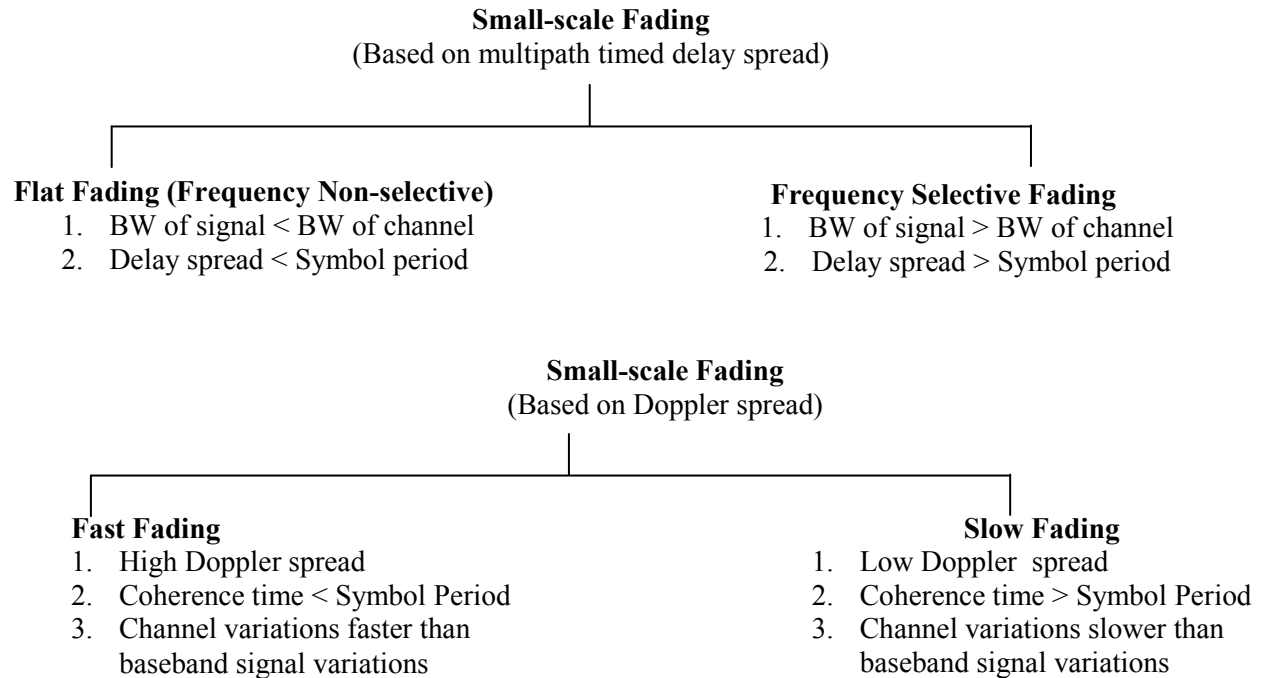 Small-scale Fading
(Based on multipath timed delay spread)
Flat Fading (Frequency Non-selective)
1. BW of signal < BW of channel
2. Delay spread < Symbol period
Frequency Selective Fading
1. BW of signal > BW of channel
2. Delay spread > Symbol period
Small-scale Fading
(Based on Doppler spread)
Fast Fading
1. High Doppler spread
2. Coherence time < Symbol Period
3. Channel variations faster than
baseband signal variations
Slow Fading
1. Low Doppler spread
2. Coherence time > Symbol Period
3. Channel variations slower than
baseband signal variations